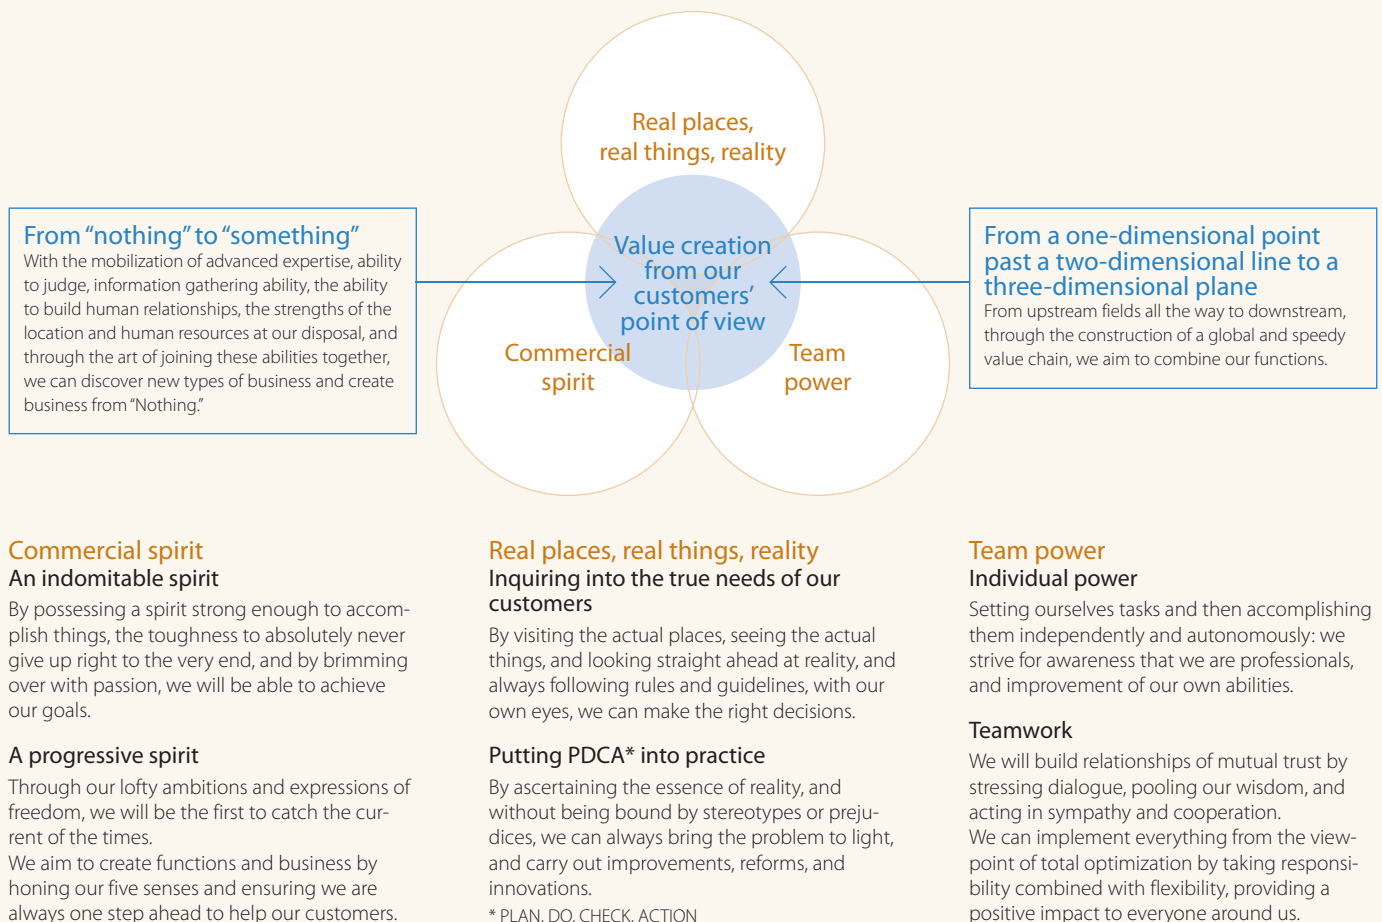 Real places,
real things, reality
From “nothing” to “something”
With the mobilization of advanced expertise, ability
to judge, information gathering ability, the ability
to build human relationships, the strengths of the
location and human resources at our disposal, and
through the art of joining these abilities together,
we can discover new types of business and create
business from “Nothing.”
Value creation
from our
customers’
point of view
From a one-dimensional point
past a two-dimensional line to a
three-dimensional plane
From upstream fields all the way to downstream,
through the construction of a global and speedy
value chain, we aim to combine our functions.
Commercial
spirit
Team
power
Commercial spirit
An indomitable spirit
By possessing a spirit strong enough to accom-
plish things, the toughness to absolutely never
give up right to the very end, and by brimming
over with passion, we will be able to achieve
our goals.
A progressive spirit
Through our lofty ambitions and expressions of
freedom, we will be the first to catch the cur-
rent of the times.
We aim to create functions and business by
honing our five senses and ensuring we are
always one step ahead to help our customers.
Real places, real things, reality
Inquiring into the true needs of our
customers
By visiting the actual places, seeing the actual
things, and looking straight ahead at reality, and
always following rules and guidelines, with our
own eyes, we can make the right decisions.
Putting PDCA* into practice
By ascertaining the essence of reality, and
without being bound by stereotypes or preju-
dices, we can always bring the problem to light,
and carry out improvements, reforms, and
innovations.
* PLAN, DO, CHECK, ACTION
Team power
Individual power
Setting ourselves tasks and then accomplishing
them independently and autonomously: we
strive for awareness that we are professionals,
and improvement of our own abilities.
Teamwork
We will build relationships of mutual trust by
stressing dialogue, pooling our wisdom, and
acting in sympathy and cooperation.
We can implement everything from the view-
point of total optimization by taking responsi-
bility combined with flexibility, providing a
positive impact to everyone around us.